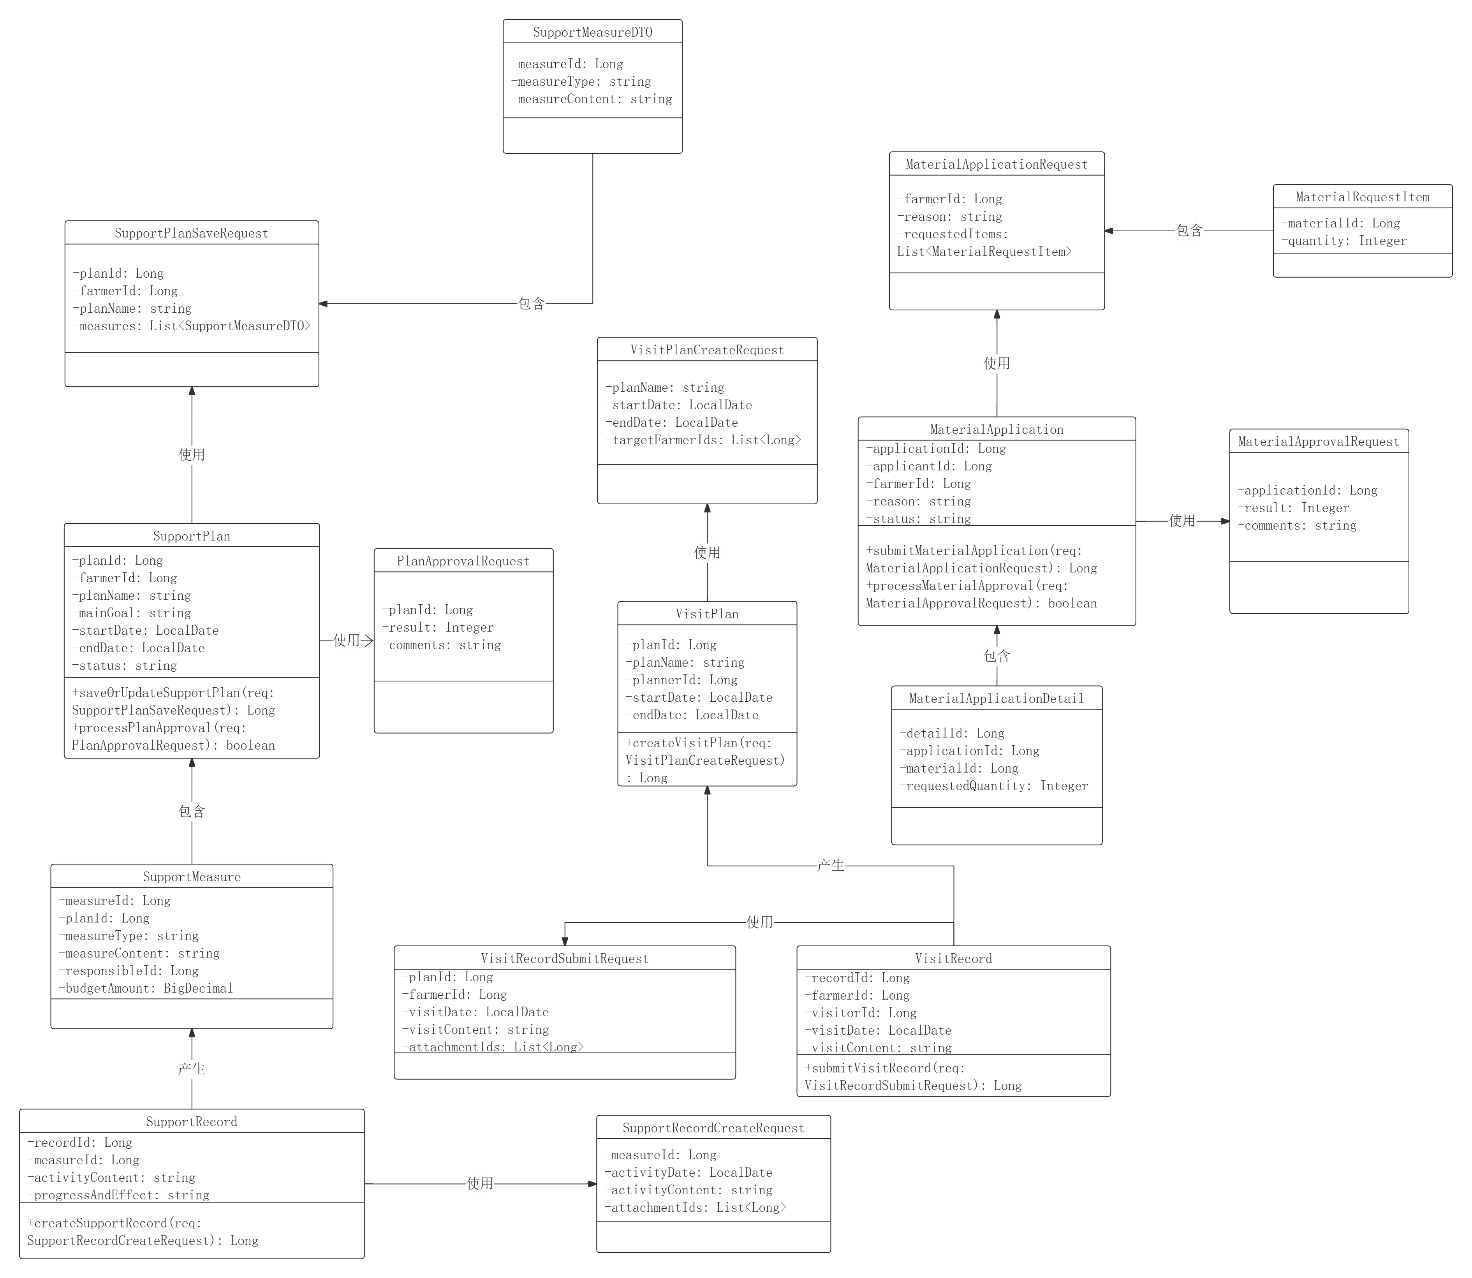 SupportMeasureDTO
-measureId: Long
-measureType: string
-measureContent: string
MaterialApplicationRequest
-farmerId: Long
-reason: string
-requestedItems:
List<MaterialRequestItem>
MaterialRequestItem
-materialId: Long
-quantity: Integer
包含
SupportPlanSaveRequest
-planId: Long
-farmerId: Long
-planName: string
-measures: List<SupportMeasureDTO>
包含
VisitPlanCreateRequest
-planName: string
-startDate: LocalDate
-endDate: LocalDate
-targetFarmerIds: List<Long>
使用
使用
使用
MaterialApplication
-applicationId: Long
-applicantId: Long
-farmerId: Long
-reason: string
-status: string
+submitMaterialApplication(req:
MaterialApplicationRequest): Long
+processMaterialApproval(req:
MaterialApprovalRequest): boolean
使用
MaterialApprovalRequest
-applicationId: Long
-result: Integer
-comments: string
SupportPlan
-planId: Long
-farmerId: Long
-planName: string
-mainGoal: string
-startDate: LocalDate
-endDate: LocalDate
-status: string
+saveOrUpdateSupportPlan(req:
SupportPlanSaveRequest): Long
+processPlanApproval(req:
PlanApprovalRequest): boolean
使用
PlanApprovalRequest
-planId: Long
-result: Integer
-comments: string
VisitPlan
-planId: Long
-planName: string
-plannerId: Long
-startDate: LocalDate
-endDate: LocalDate
+createVisitPlan(req:
VisitPlanCreateRequest)
: Long
包含
MaterialApplicationDetail
-detailId: Long
-applicationId: Long
-materialId: Long
-requestedQuantity: Integer
包含
产生
SupportMeasure
-measureId: Long
-planId: Long
-measureType: string
-measureContent: string
-responsibleId: Long
-budgetAmount: BigDecimal
使用
VisitRecordSubmitRequest
-planId: Long
-farmerId: Long
-visitDate: LocalDate
-visitContent: string
-attachmentIds: List<Long>
VisitRecord
-recordId: Long
-farmerId: Long
-visitorId: Long
-visitDate: LocalDate
-visitContent: string
+submitVisitRecord(req:
VisitRecordSubmitRequest): Long
产生
SupportRecord
-recordId: Long
-measureId: Long
-activityContent: string
-progressAndEffect: string
+createSupportRecord(req:
SupportRecordCreateRequest): Long
使用
SupportRecordCreateRequest
-measureId: Long
-activityDate: LocalDate
-activityContent: string
-attachmentIds: List<Long>